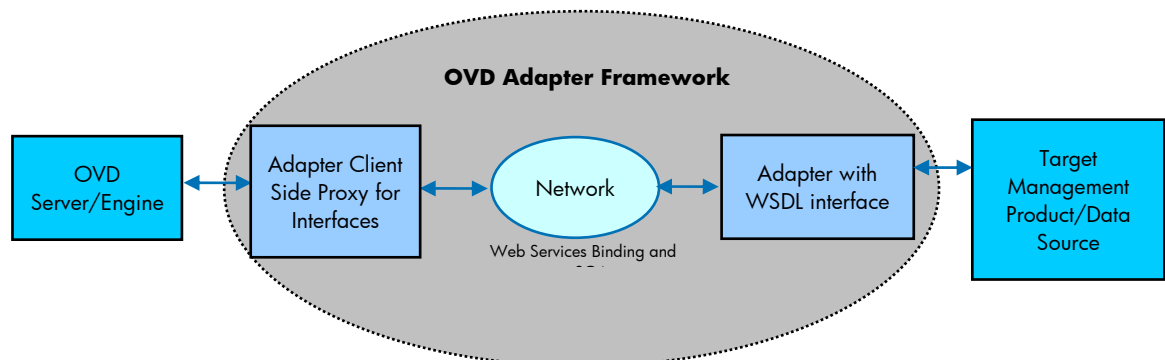 OVD Adapter Framework
OVD
Server/Engine
Adapter Client
Side Proxy for
Interfaces
Network
Web Services Binding and
Adapter with
WSDL interface
Target
Management
Product/Data
Source